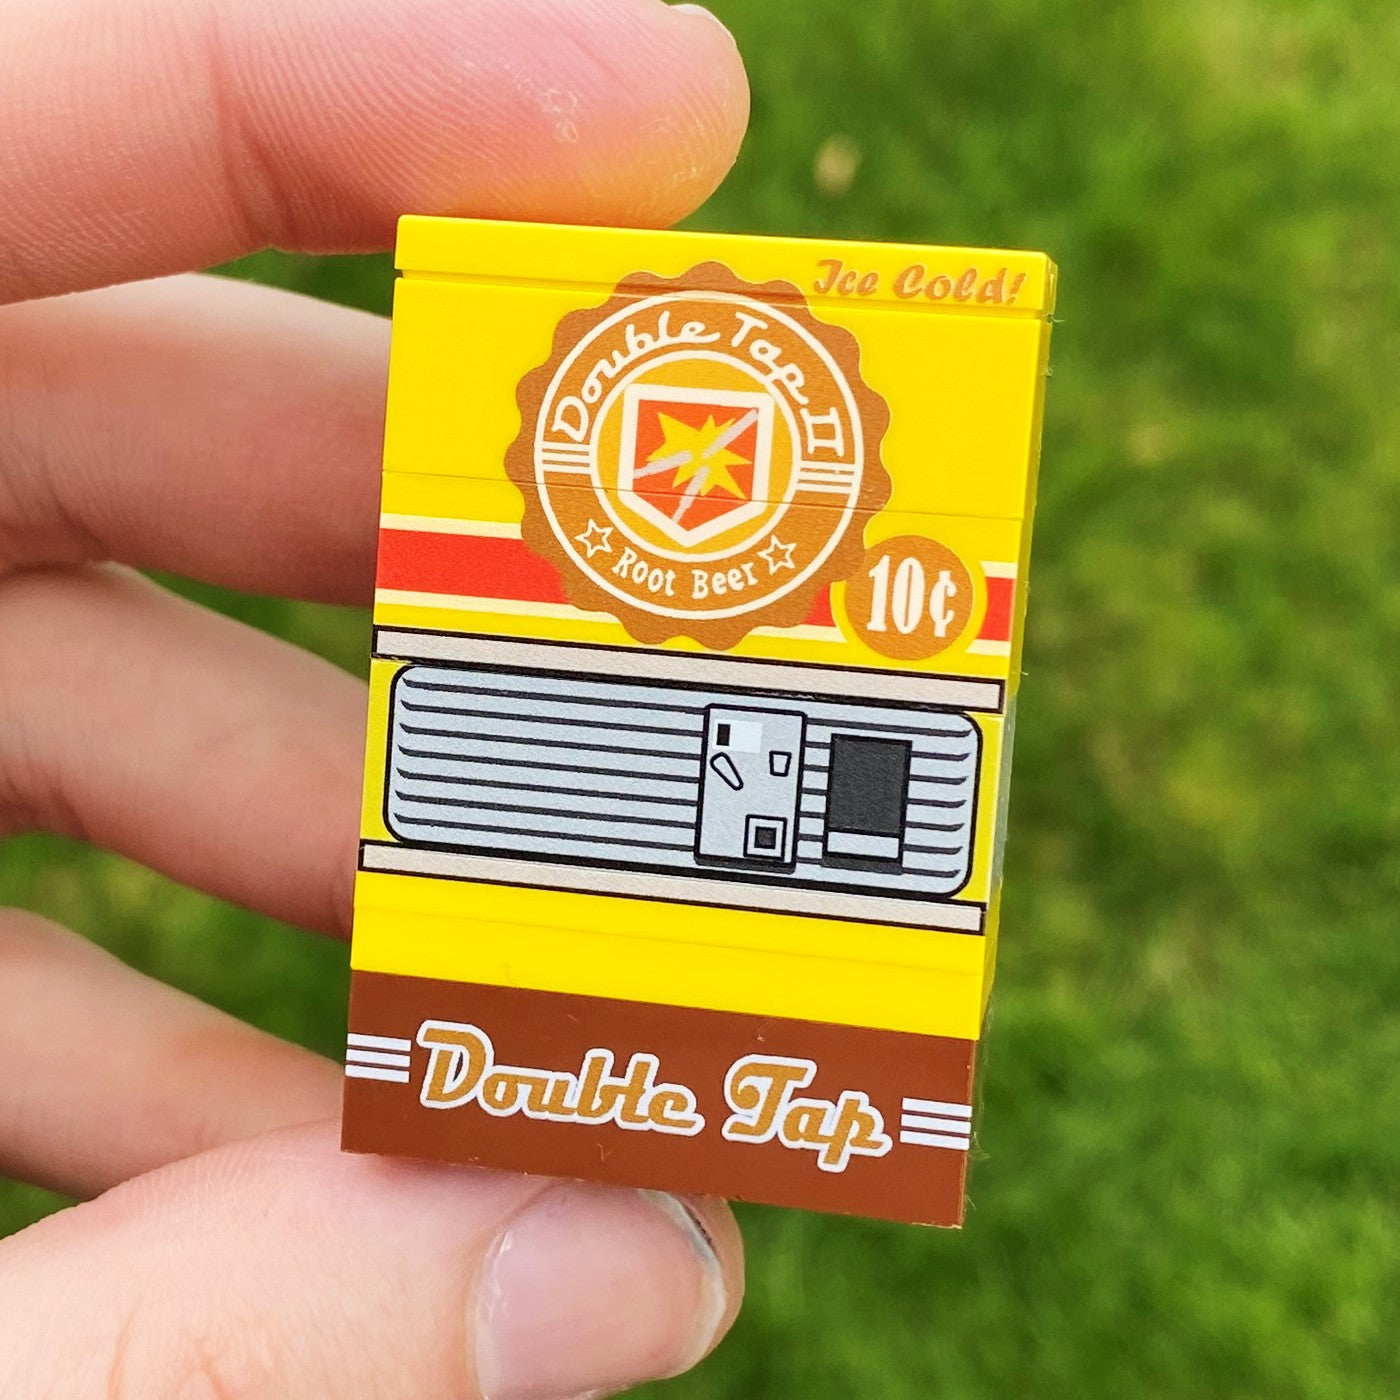 Ice Cold!
Double Tap II
Root Beer
10¢
Double Tap